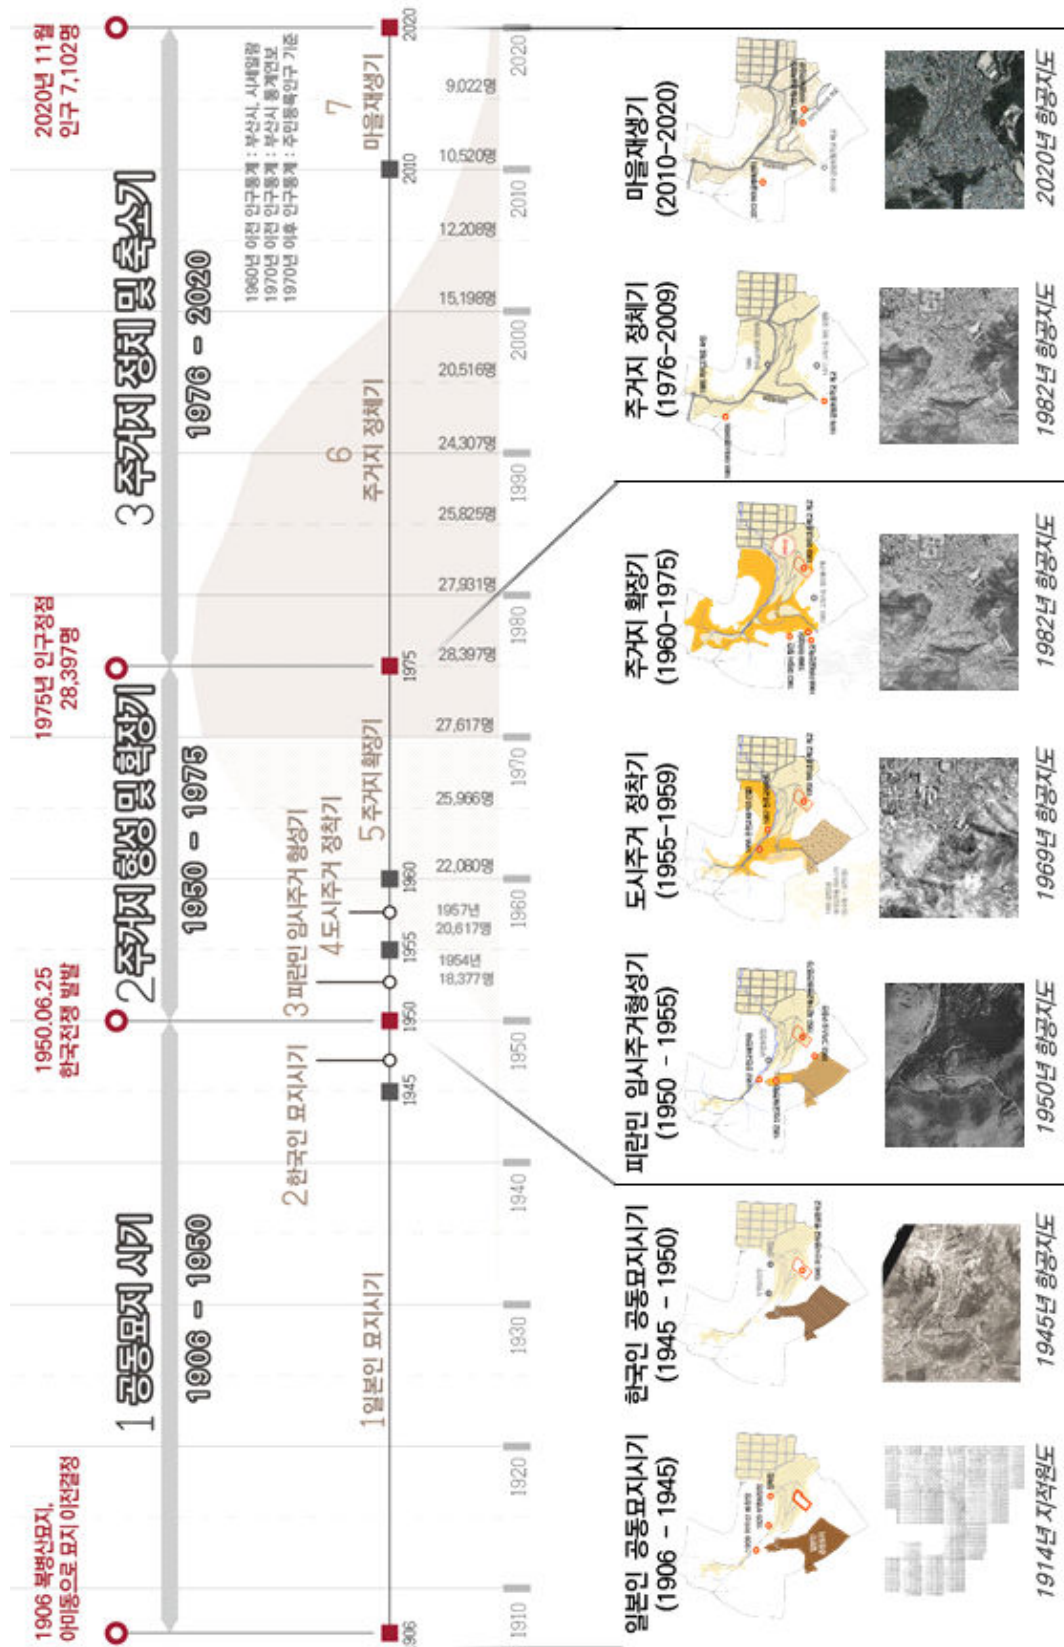 1906 복병산묘지,
아미동으로 묘지 이전결정
1950.06.25
한국전쟁 발발
1975년 인구정점
28,397명
2020년 11월
인구 7,102명
1 공동묘지 시기
1906 - 1950
2 주거지 형성 및 확장기
1950 - 1975
3 주거지 정체 및 축소기
1976 - 2020
1960년 이전 인구통계 : 부산시, 시세일람
1970년 이전 인구통계 : 부산시 통계연보
1970년 이후 인구통계 : 주민등록인구 기준
1 일본인 묘지시기
2 한국인 묘지시기
3 피란민 임시주거 형성기
4 도시주거 정착기
5 주거지 확장기
6
주거지 정체기
7
마을재생기
1906
1945
1950
1955
1960
1975
2010
2020
1954년
18,377명
1957년
20,617명
22,080명
25,966명
27,617명
28,397명
27,931명
25,825명
24,307명
20,516명
15,198명
12,208명
10,520명
9,022명
1910
1920
1930
1940
1950
1960
1970
1980
1990
2000
2010
2020
일본인 공동묘지시기
(1906 - 1945)
한국인 공동묘지시기
(1945 - 1950)
피란민 임시주거형성기
(1950 - 1955)
도시주거 정착기
(1955-1959)
주거지 확장기
(1960-1975)
주거지 정체기
(1976-2009)
마을재생기
(2010-2020)
1914년 지적원도
1945년 항공지도
1950년 항공지도
1969년 항공지도
1982년 항공지도
1982년 항공지도
2020년 항공지도